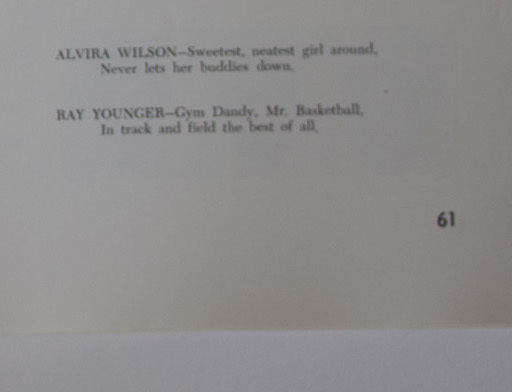 ALVIRA WILSON—Sweetest, neatest girl around,
Never lets her buddies down.
RAY YOUNGER—Gym Dandy, Mr. Basketball,
In track and field the best of all.
61